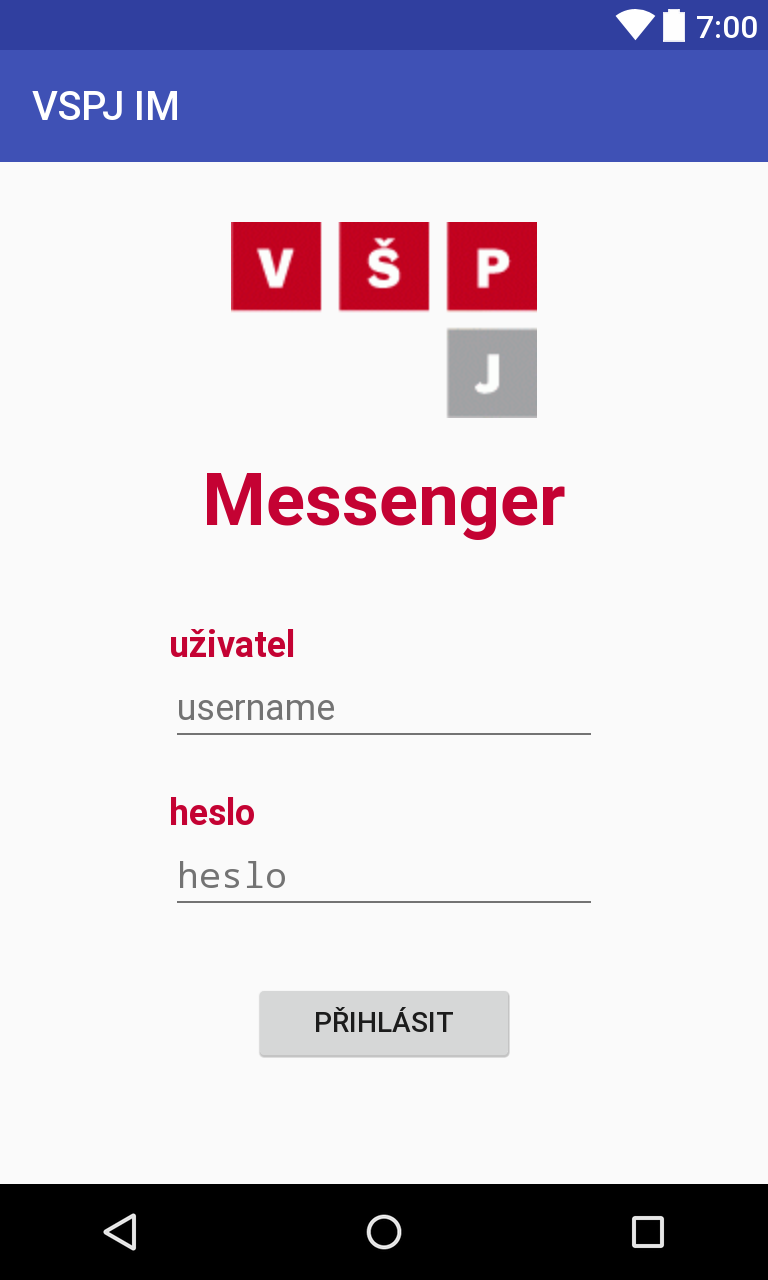 7:00
VSPJ IM
V Š P
J
Messenger
uživatel
username
heslo
heslo
PŘIHLÁSIT